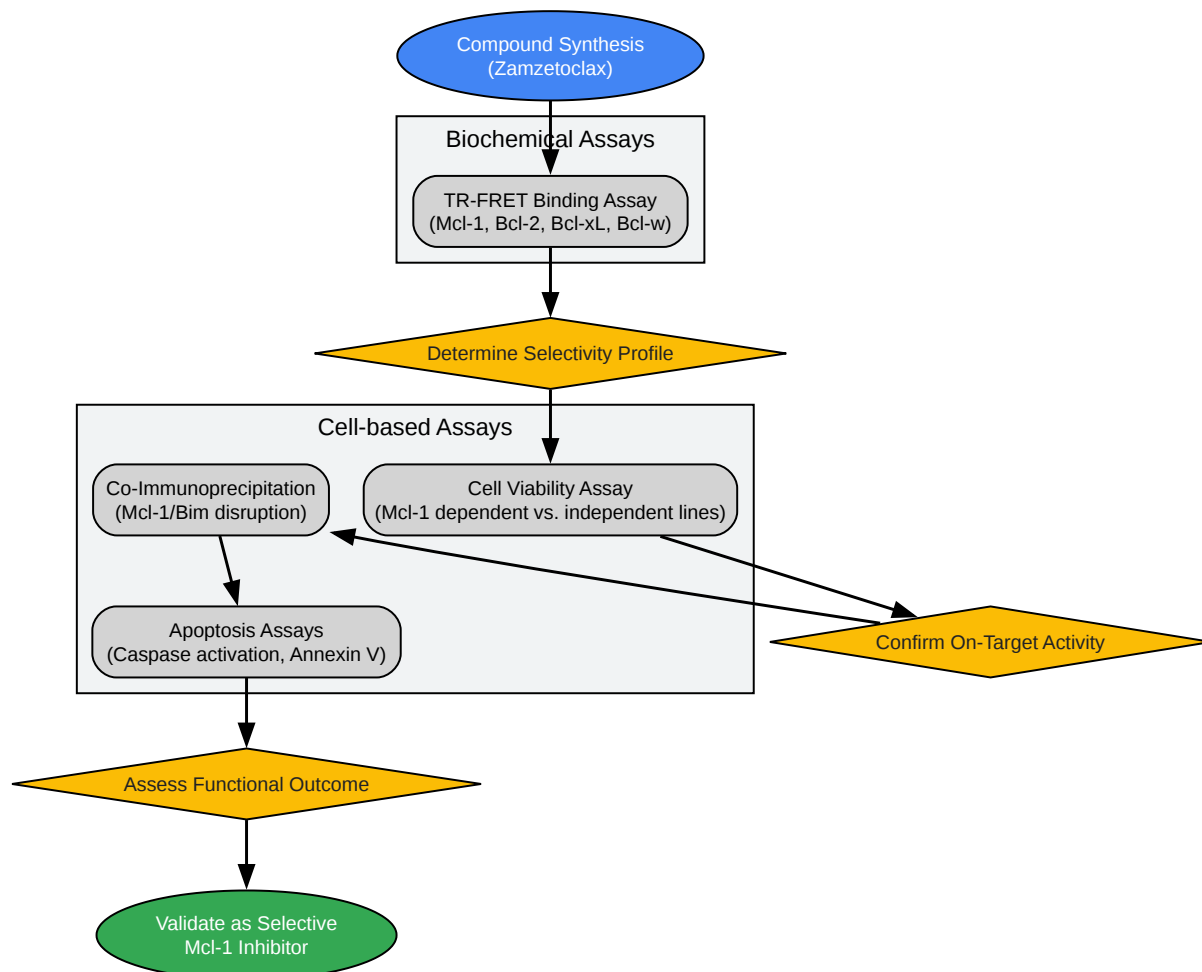 Compound Synthesis
(Zamzetoclax)
Biochemical Assays
TR-FRET Binding Assay
(Mcl-1, Bcl-2, Bcl-xL, Bcl-w)
Determine Selectivity Profile
Cell-based Assays
Co-Immunoprecipitation
(Mcl-1/Bim disruption)
Cell Viability Assay
(Mcl-1 dependent vs. independent lines)
Apoptosis Assays
(Caspase activation, Annexin V)
Confirm On-Target Activity
Assess Functional Outcome
Validate as Selective
Mcl-1 Inhibitor